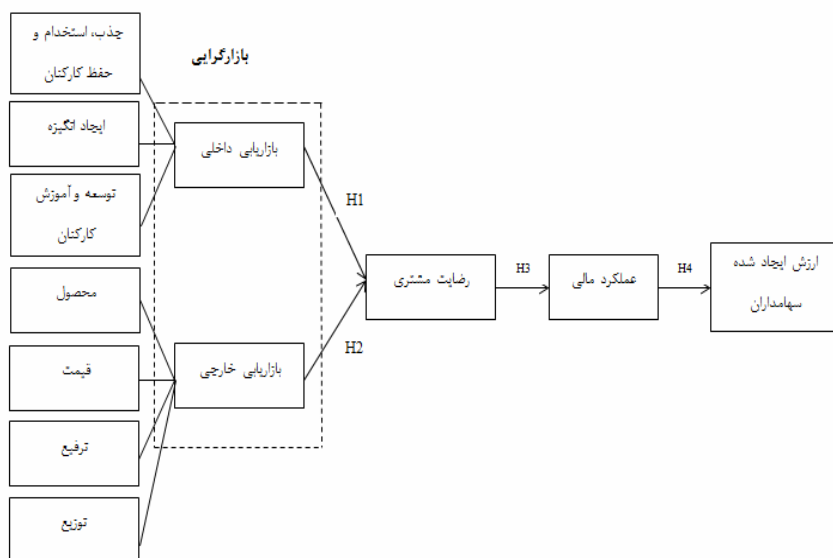 بازارگرایی
جذب، استخدام و
حفظ کارکنان
ایجاد انگیزه
توسعه و آموزش
کارکنان
محصول
قیمت
ترفیع
توزیع
بازاریابی داخلی
بازاریابی خارجی
H1
H2
رضایت مشتری
H3
عملکرد مالی
H4
ارزش ایجاد شده
سهامداران